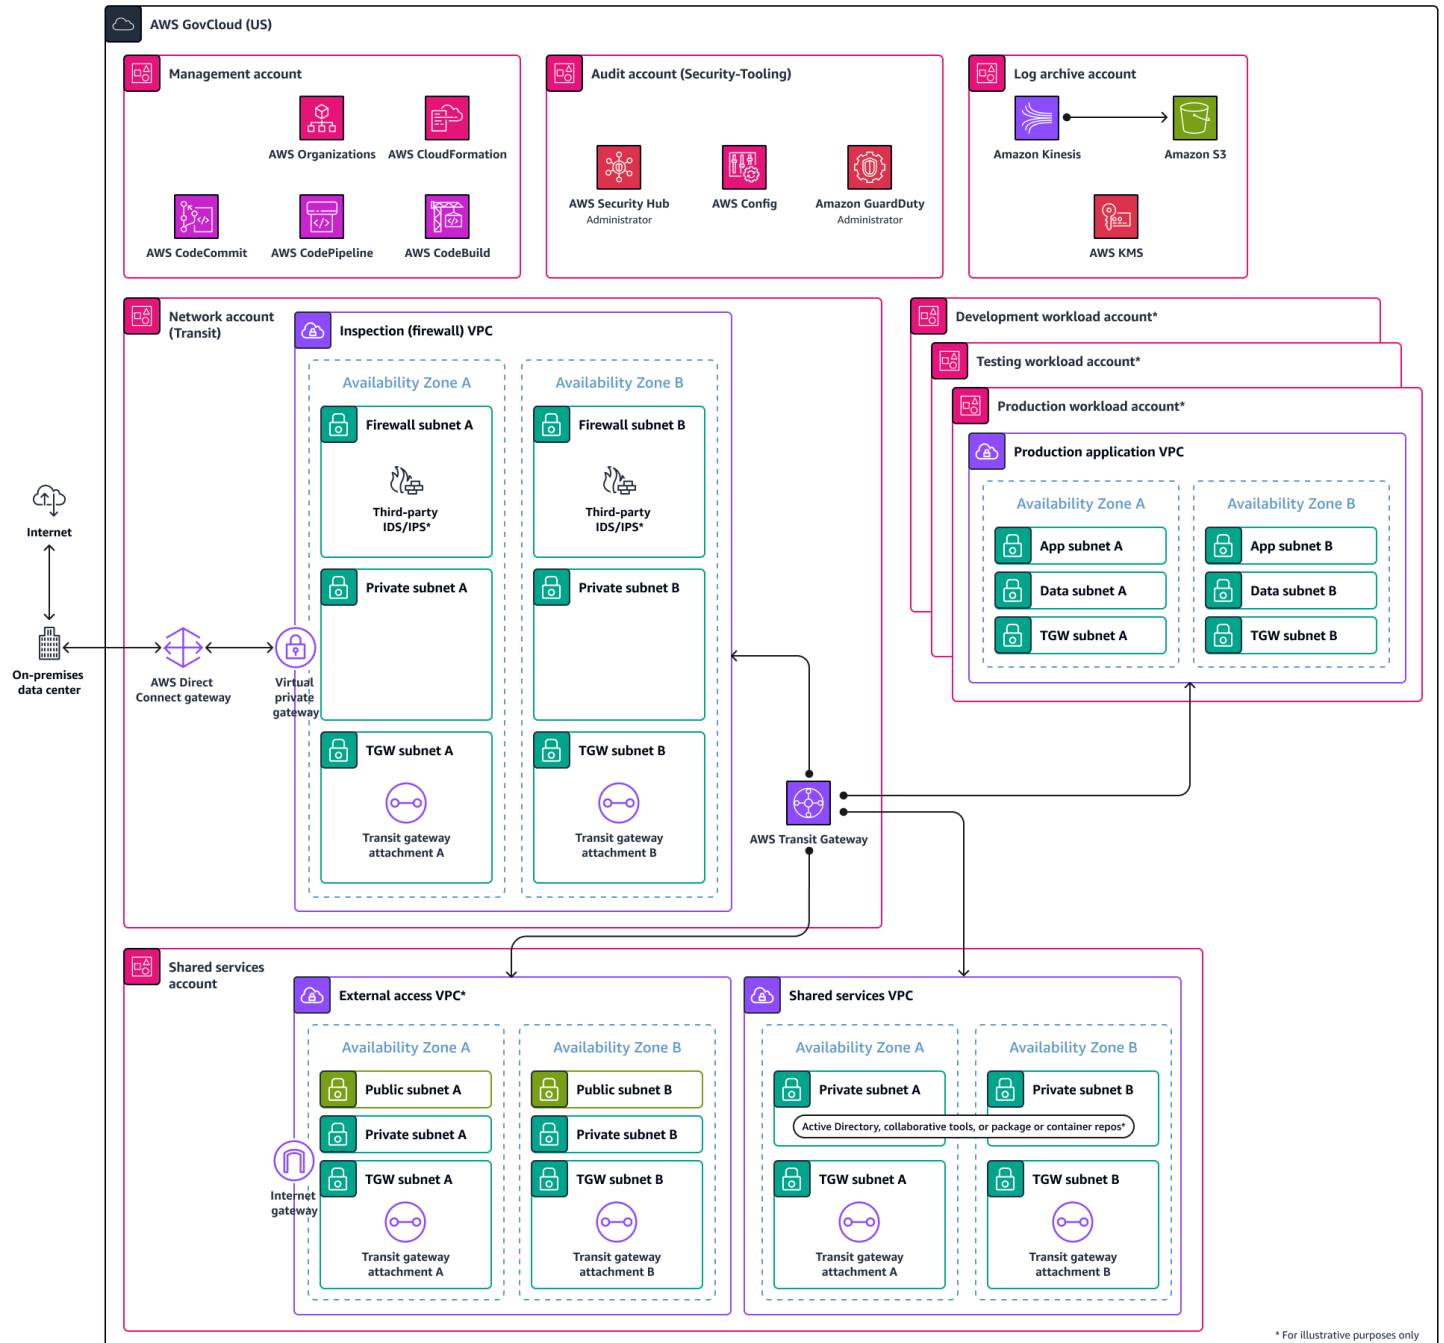 AWS GovCloud (US)
Management account
AWS Organizations
AWS CloudFormation
AWS CodeCommit
AWS CodePipeline
AWS CodeBuild
Audit account (Security-Tooling)
AWS Security Hub
Administrator
AWS Config
Amazon GuardDuty
Administrator
Log archive account
Amazon Kinesis
Amazon S3
AWS KMS
Network account
(Transit)
Inspection (firewall) VPC
Availability Zone A
Firewall subnet A
Third-party
IDS/IPS*
Private subnet A
TGW subnet A
Transit gateway
attachment A
Availability Zone B
Firewall subnet B
Third-party
IDS/IPS*
Private subnet B
TGW subnet B
Transit gateway
attachment B
Internet
On-premises
data center
AWS Direct
Connect gateway
Virtual
private
gateway
AWS Transit Gateway
Development workload account*
Testing workload account*
Production workload account*
Production application VPC
Availability Zone A
App subnet A
Data subnet A
TGW subnet A
Availability Zone B
App subnet B
Data subnet B
TGW subnet B
Shared services
account
External access VPC*
Availability Zone A
Public subnet A
Private subnet A
TGW subnet A
Transit gateway
attachment A
Availability Zone B
Public subnet B
Private subnet B
TGW subnet B
Transit gateway
attachment B
Internet
gateway
Shared services VPC
Availability Zone A
Private subnet A
Availability Zone B
Private subnet B
Active Directory, collaborative tools, or package or container repos*
TGW subnet A
Transit gateway
attachment A
TGW subnet B
Transit gateway
attachment B
* For illustrative purposes only